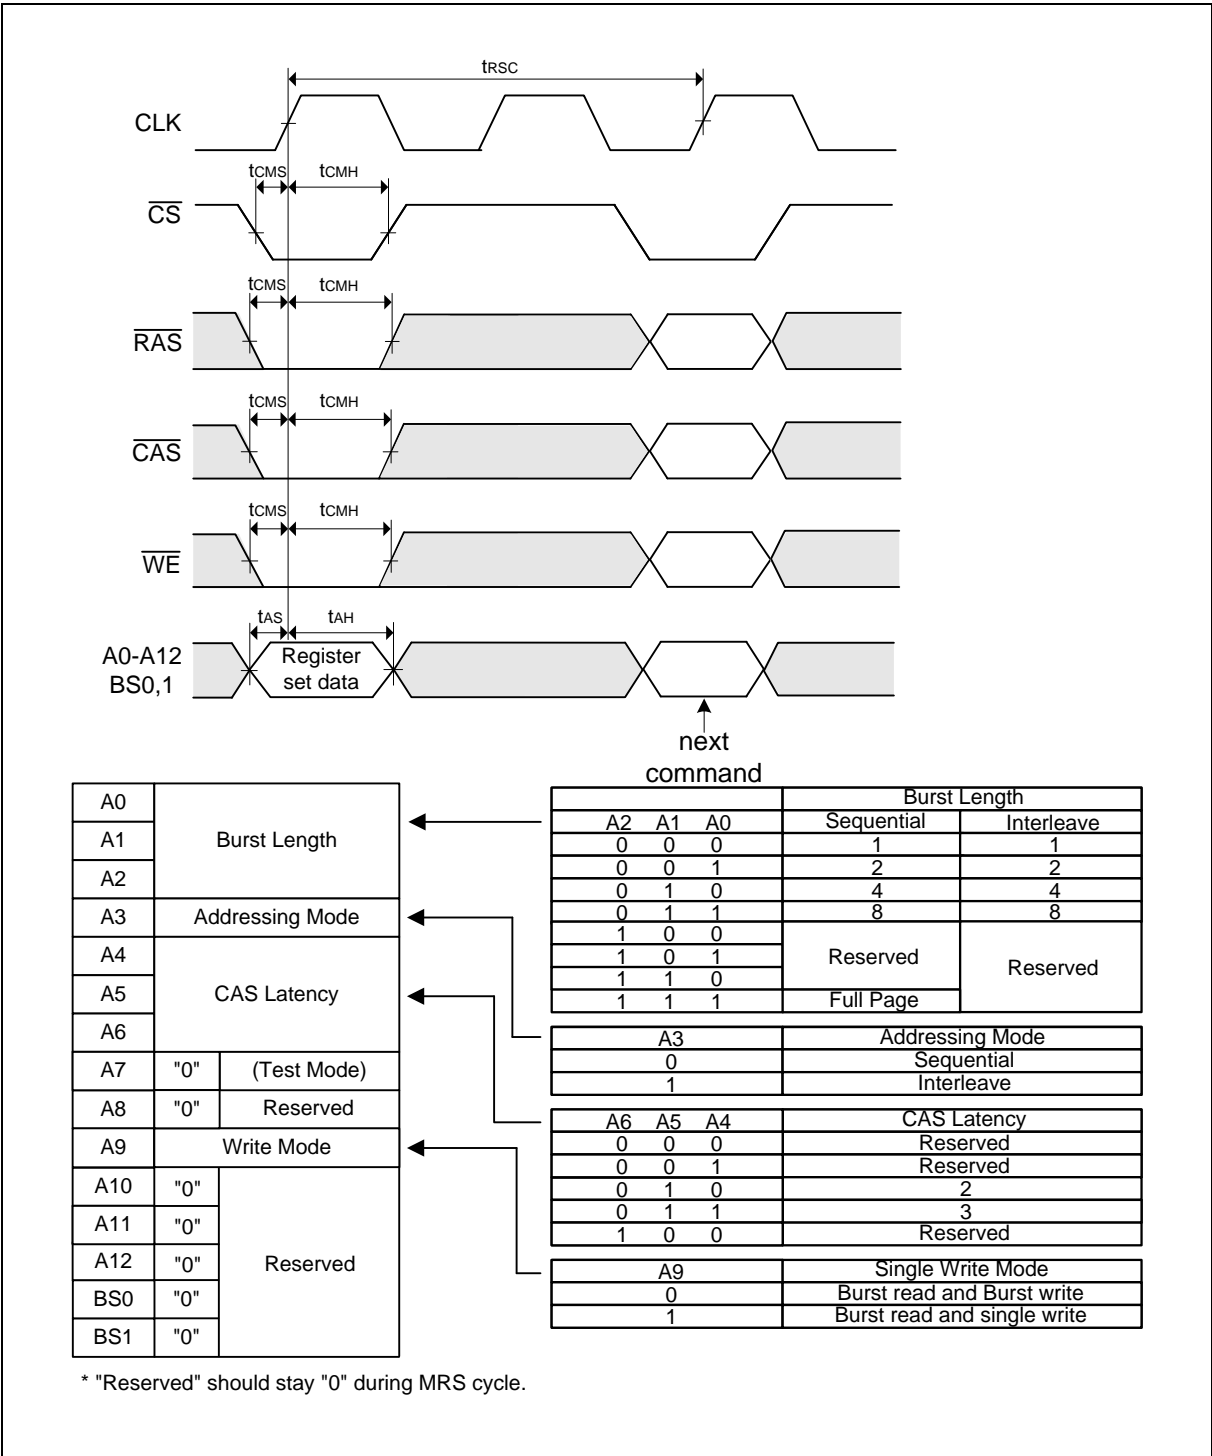 tRSC
CLK
tCMS tCMH
CS
tCMS tCMH
RAS
tCMS tCMH
CAS
tCMS tCMH
WE
tAS tAH
A0-A12
BS0,1
Register
set data
next
command
A0
A1 Burst Length
A2
A3 Addressing Mode
A4
A5 CAS Latency
A6
A7 "0" (Test Mode)
A8 "0" Reserved
A9 Write Mode
A10 "0"
A11 "0"
A12 "0" Reserved
BS0 "0"
BS1 "0"
Burst Length
A2 A1 A0 Sequential Interleave
0 0 0 1 1
0 0 1 2 2
0 1 0 4 4
0 1 1 8 8
1 0 0
1 0 1 Reserved Reserved
1 1 0
1 1 1 Full Page
A3 Addressing Mode
0 Sequential
1 Interleave
A6 A5 A4 CAS Latency
0 0 0 Reserved
0 0 1 Reserved
0 1 0 2
0 1 1 3
1 0 0 Reserved
A9 Single Write Mode
0 Burst read and Burst write
1 Burst read and single write
* "Reserved" should stay "0" during MRS cycle.